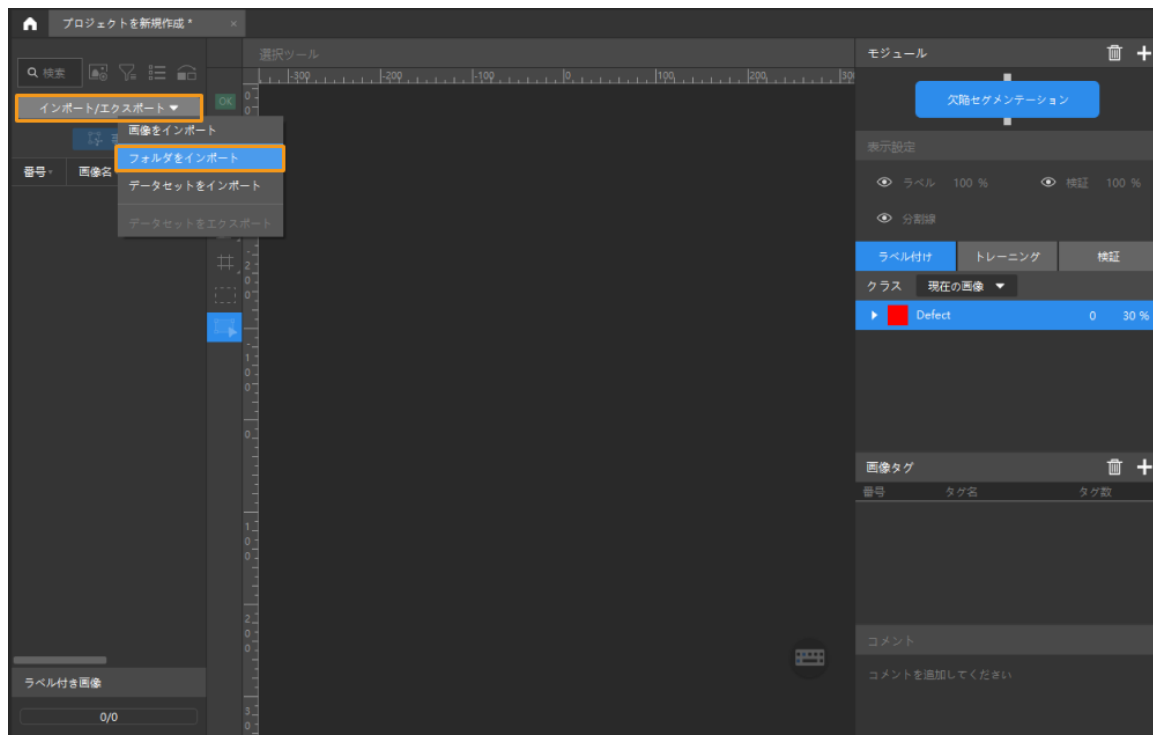 プロジェクトを新規作成 * ×
検索
インポート/エクスポート ▼
画像をインポート
フォルダをインポート
データセットをインポート
データセットをエクスポート
番号
画像名
ラベル付き画像
0/0
選択ツール
-300 -200 -100 0 100 200
OK
モジュール
欠陥セグメンテーション
表示設定
ラベル 100 % 検証 100 %
分割線
ラベル付け トレーニング 検証
クラス 現在の画像 ▼
Defect 0 30 %
画像タグ
番号 タグ名 タグ数
コメント
コメントを追加してください